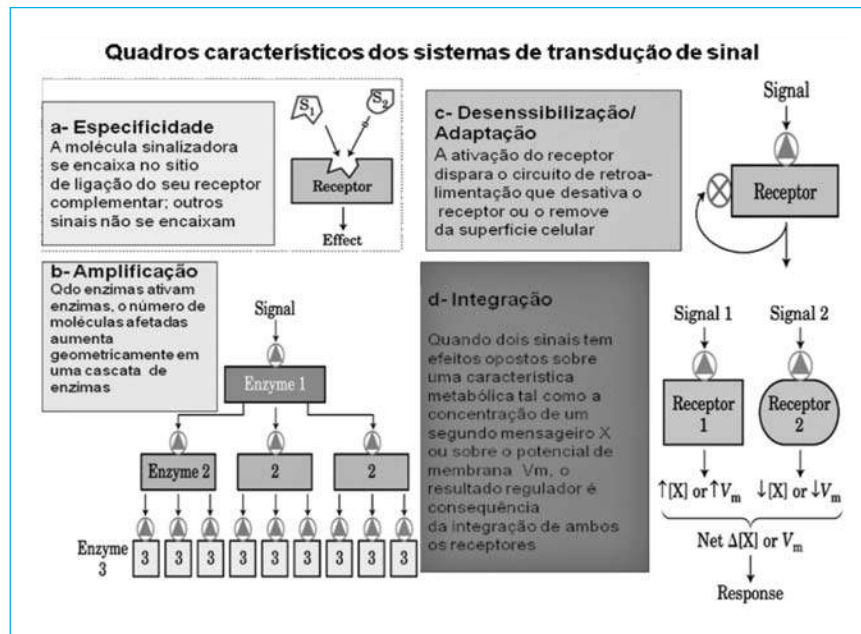 Quadros característicos dos sistemas de transdução de sinal
a- Especificidade
A molécula sinalizadora
se encaixa no sítio
de ligação do seu receptor
complementar; outros
sinais não se encaixam
S1
S2
Receptor
Effect
c- Desenssibilização/
Adaptação
A ativação do receptor
dispara o circuito de retroa-
limentação que desativa o
receptor ou o remove
da superfície celular
Signal
Receptor
b- Amplificação
Qdo enzimas ativam
enzimas, o número de
moléculas afetadas
aumenta
geometricamente em
uma cascata de
enzimas
Signal
Enzyme 1
Enzyme 2
2
2
Enzyme
3
3 3 3 3 3 3 3 3 3
d- Integração
Quando dois sinais tem
efeitos opostos sobre
uma característica
metabólica tal como a
concentração de um
segundo mensageiro X
ou sobre o potencial de
membrana Vm, o
resultado regulador é
consequência
da integração de ambos
os receptores
Signal 1
Signal 2
Receptor
1
Receptor
2
↑[X] or ↑Vm
↓[X] or ↓Vm
Net Δ[X] or Vm
Response